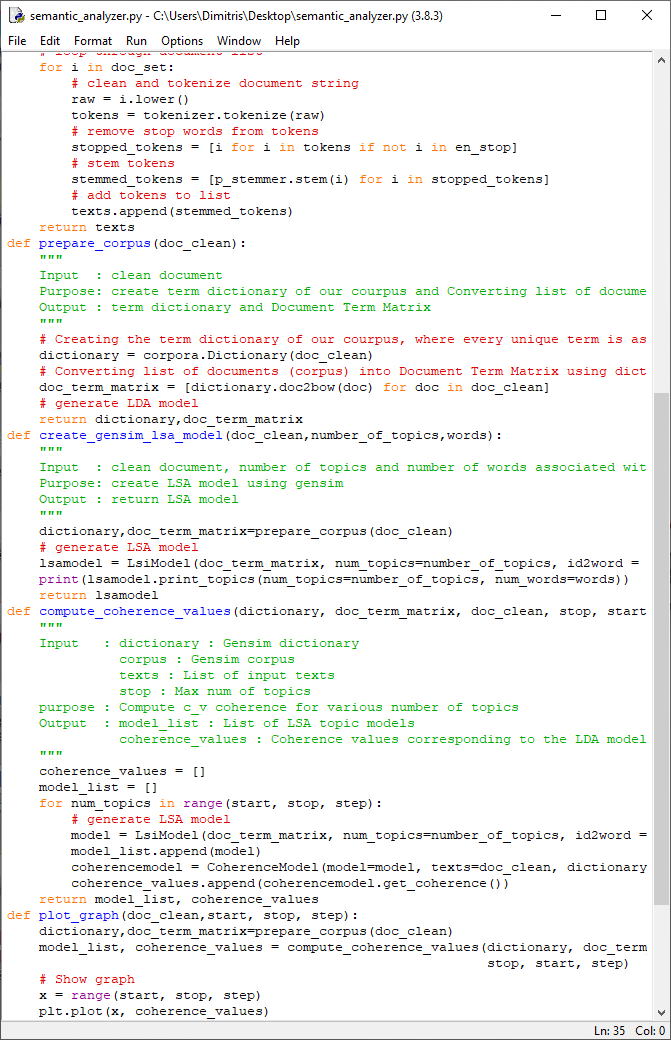 semantic_analyzer.py - C:\Users\Dimitris\Desktop\semantic_analyzer.py (3.8.3)
File Edit Format Run Options Window Help
    # loop through document list
    for i in doc_set:
        # clean and tokenize document string
        raw = i.lower()
        tokens = tokenizer.tokenize(raw)
        # remove stop words from tokens
        stopped_tokens = [i for i in tokens if not i in en_stop]
        # stem tokens
        stemmed_tokens = [p_stemmer.stem(i) for i in stopped_tokens]
        # add tokens to list
        texts.append(stemmed_tokens)
    return texts
def prepare_corpus(doc_clean):
    """
    Input  : clean document
    Purpose: create term dictionary of our courpus and Converting list of docume
    Output : term dictionary and Document Term Matrix
    """
    # Creating the term dictionary of our courpus, where every unique term is as
    dictionary = corpora.Dictionary(doc_clean)
    # Converting list of documents (corpus) into Document Term Matrix using dict
    doc_term_matrix = [dictionary.doc2bow(doc) for doc in doc_clean]
    # generate LDA model
    return dictionary,doc_term_matrix
def create_gensim_lsa_model(doc_clean,number_of_topics,words):
    """
    Input  : clean document, number of topics and number of words associated wit
    Purpose: create LSA model using gensim
    Output : return LSA model
    """
    dictionary,doc_term_matrix=prepare_corpus(doc_clean)
    # generate LSA model
    lsamodel = LsiModel(doc_term_matrix, num_topics=number_of_topics, id2word =
    print(lsamodel.print_topics(num_topics=number_of_topics, num_words=words))
    return lsamodel
def compute_coherence_values(dictionary, doc_term_matrix, doc_clean, stop, start
    """
    Input   : dictionary : Gensim dictionary
              corpus : Gensim corpus
              texts : List of input texts
              stop : Max num of topics
    purpose : Compute c_v coherence for various number of topics
    Output  : model_list : List of LSA topic models
              coherence_values : Coherence values corresponding to the LDA model
    """
    coherence_values = []
    model_list = []
    for num_topics in range(start, stop, step):
        # generate LSA model
        model = LsiModel(doc_term_matrix, num_topics=number_of_topics, id2word =
        model_list.append(model)
        coherencemodel = CoherenceModel(model=model, texts=doc_clean, dictionary
        coherence_values.append(coherencemodel.get_coherence())
    return model_list, coherence_values
def plot_graph(doc_clean,start, stop, step):
    dictionary,doc_term_matrix=prepare_corpus(doc_clean)
    model_list, coherence_values = compute_coherence_values(dictionary, doc_term
                                                            stop, start, step)
    # Show graph
    x = range(start, stop, step)
    plt.plot(x, coherence_values)
Ln: 35 Col: 0